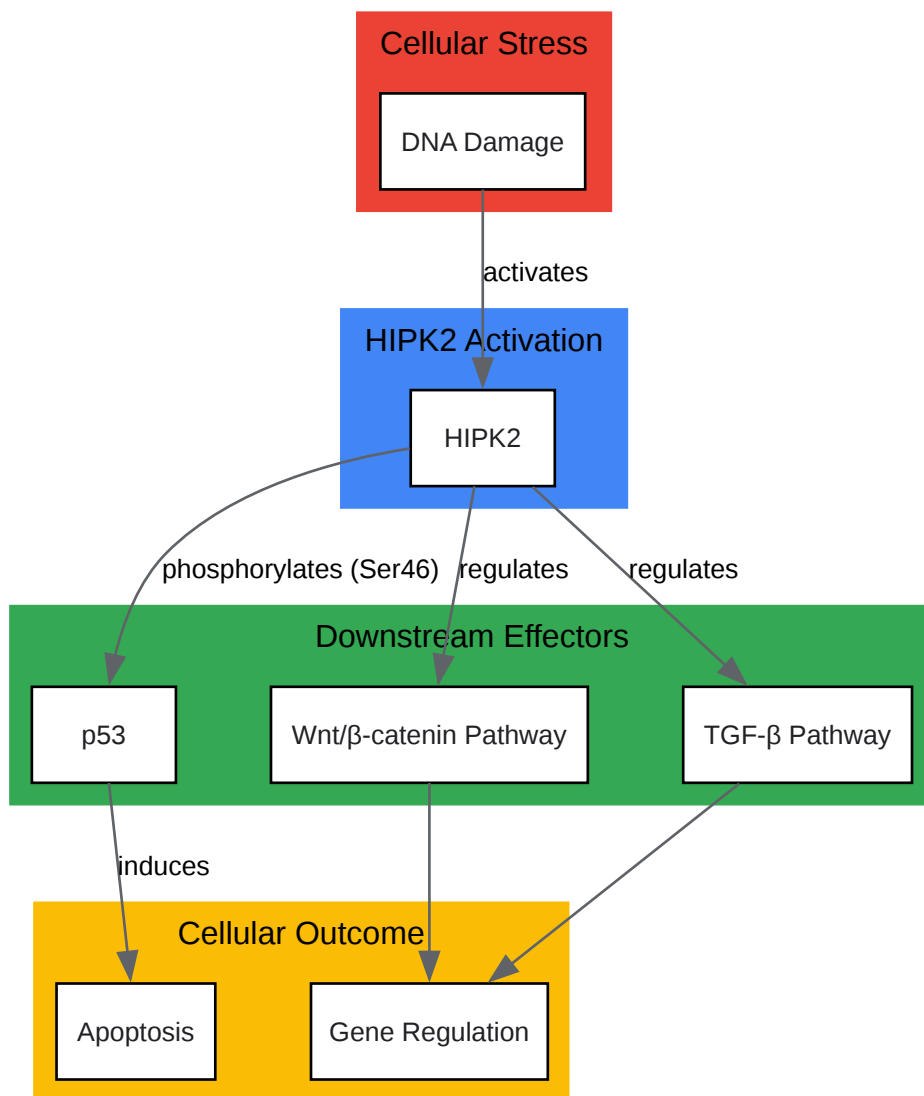 Cellular Stress
DNA Damage
activates
HIPK2 Activation
HIPK2
phosphorylates (Ser46)
regulates
regulates
Downstream Effectors
p53
Wnt/β-catenin Pathway
TGF-β Pathway
induces
Cellular Outcome
Apoptosis
Gene Regulation